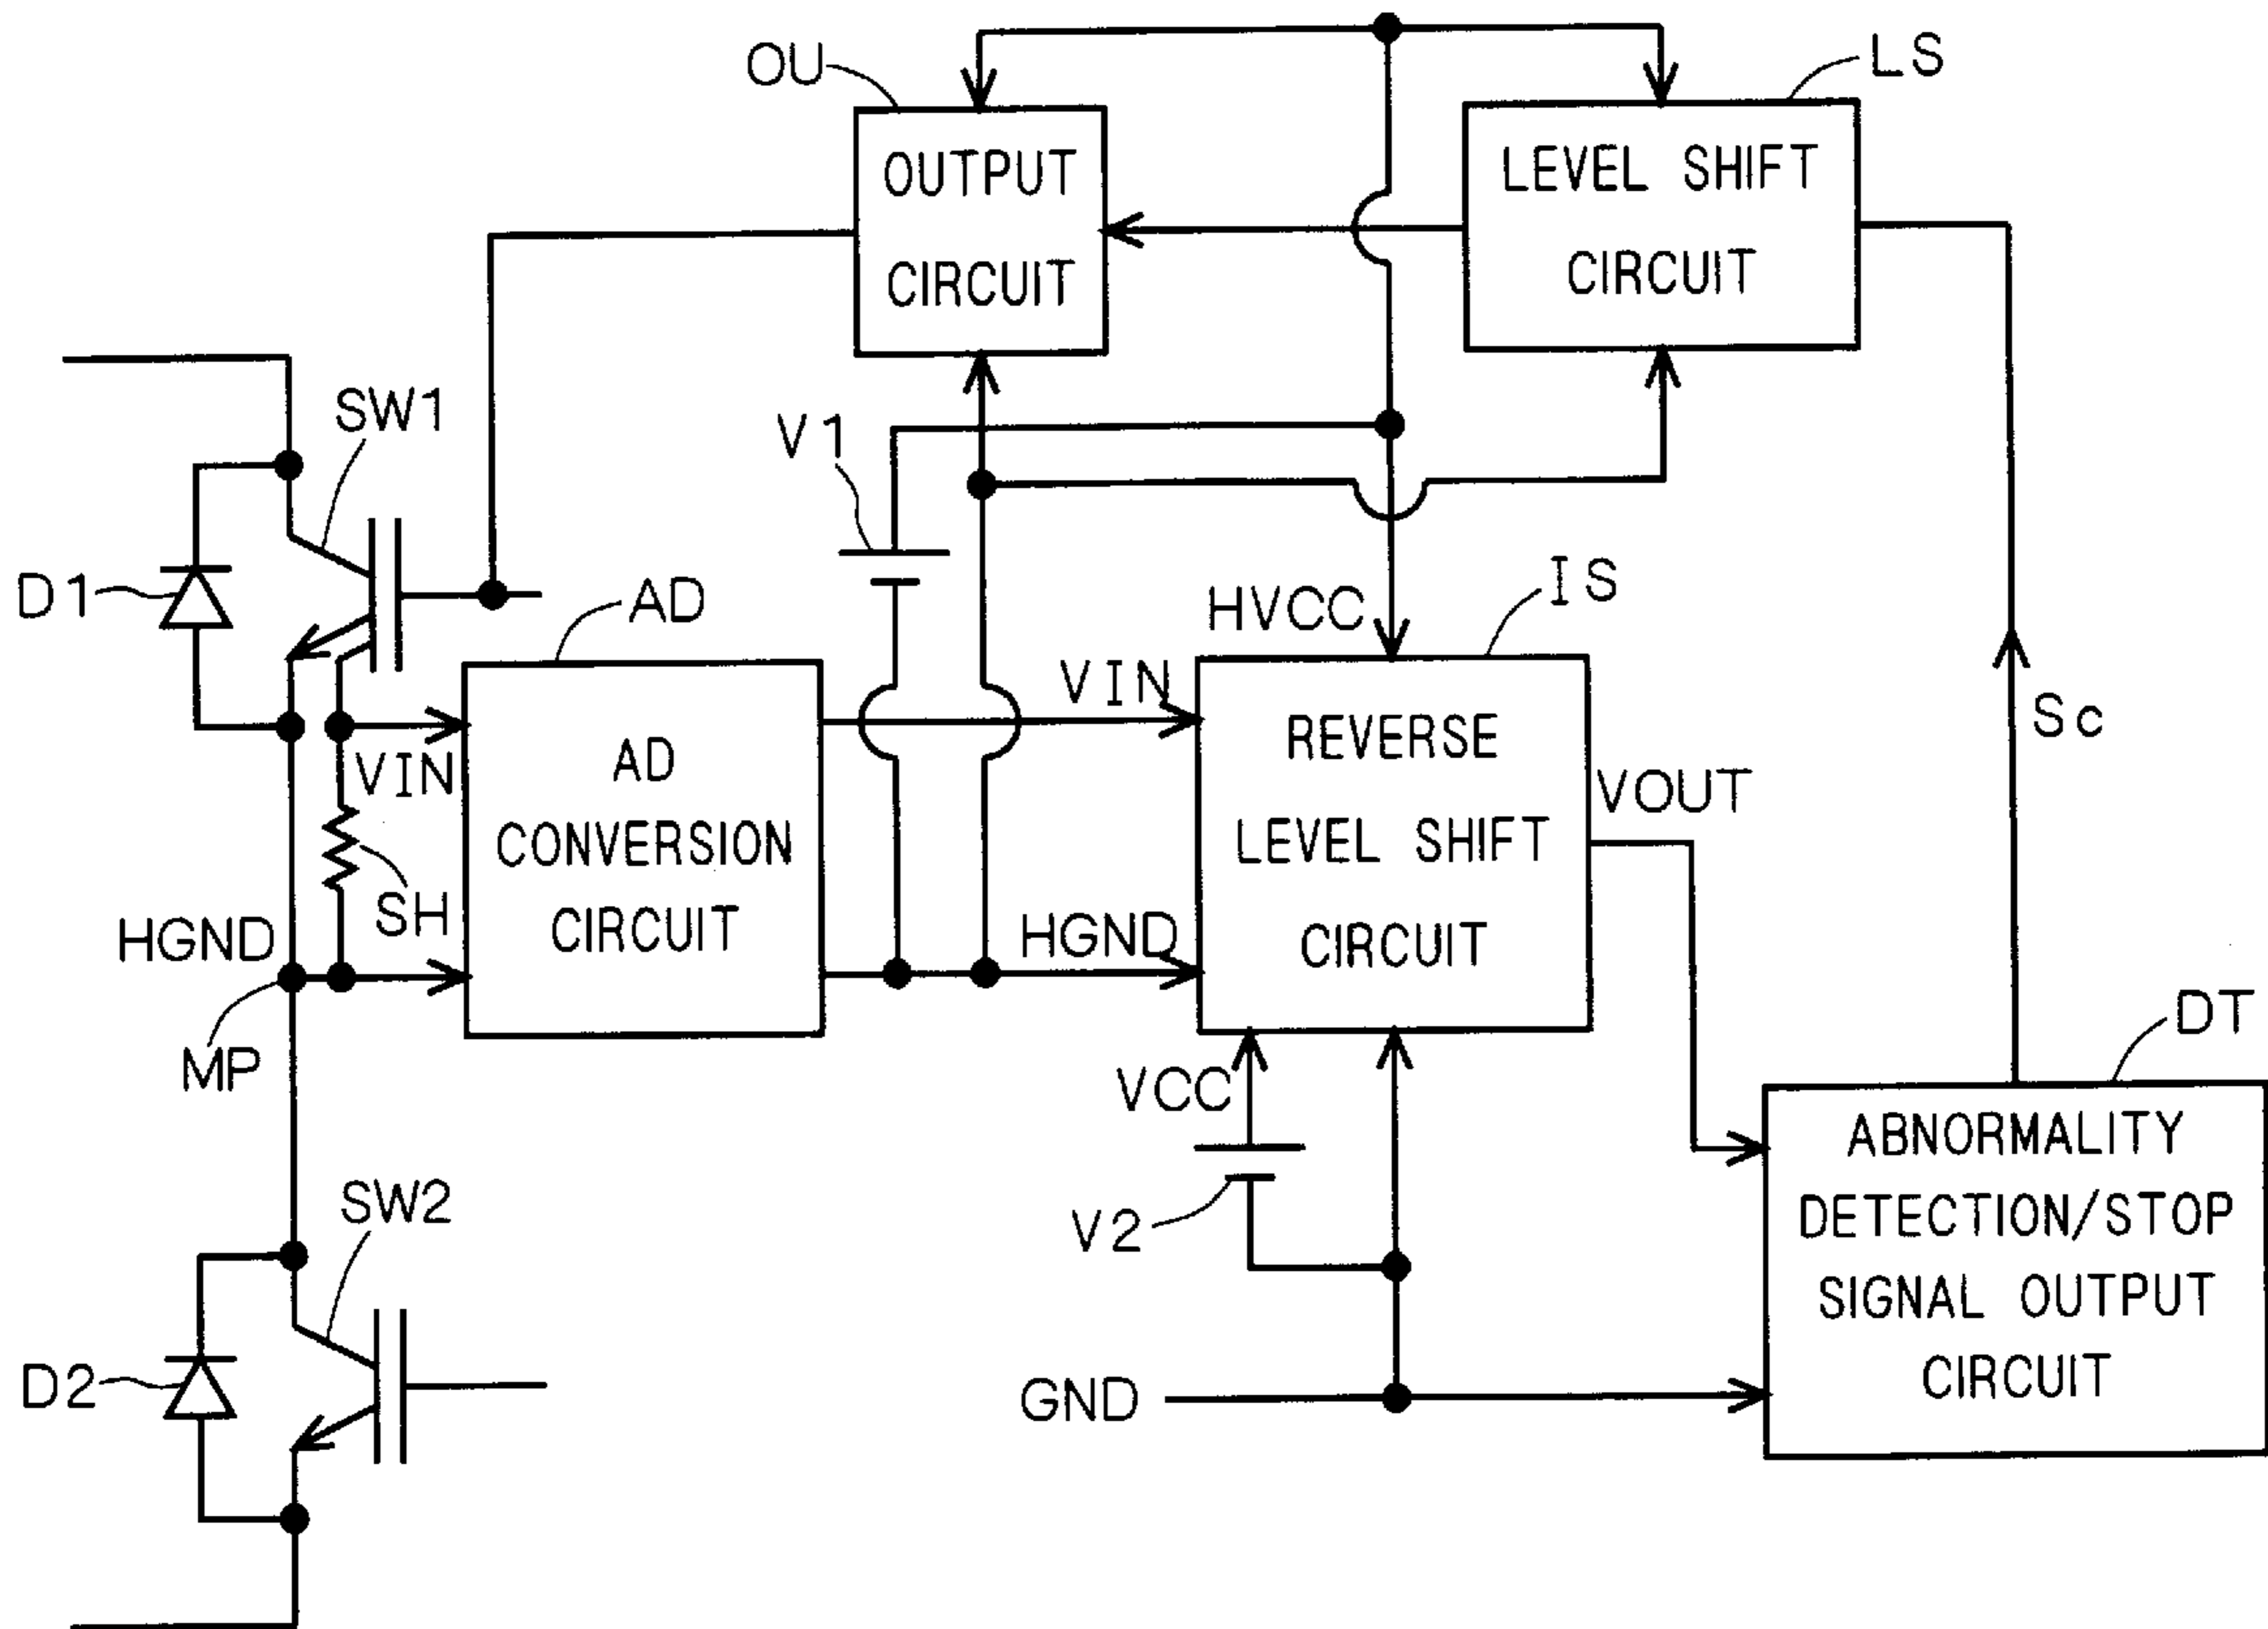 OU
LS
OUTPUT
CIRCUIT
LEVEL SHIFT
CIRCUIT
SW1
V1
D1
AD
HVCC
IS
VIN
VIN
AD
CONVERSION
CIRCUIT
REVERSE
LEVEL SHIFT
CIRCUIT
VOUT
Sc
SH
HGND
HGND
MP
VCC
DT
V2
SW2
ABNORMALITY
DETECTION/STOP
SIGNAL OUTPUT
CIRCUIT
D2
GND